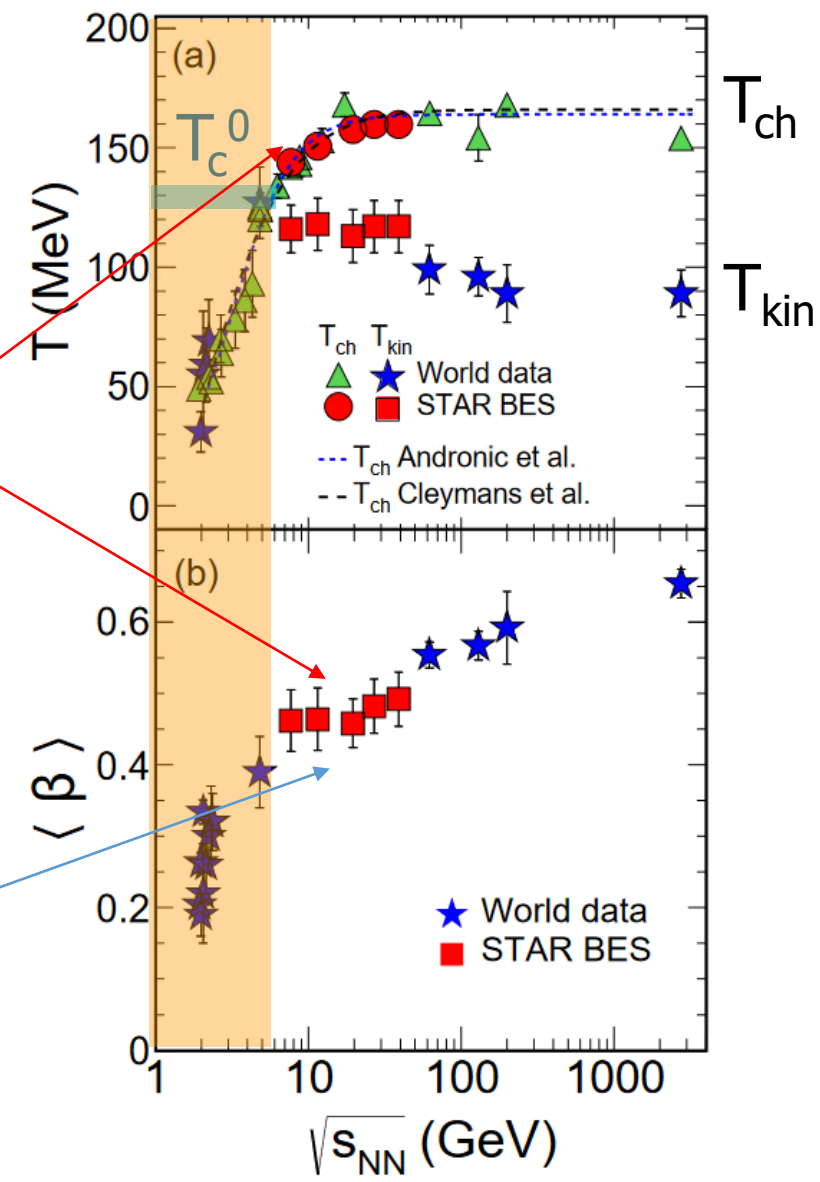 200
(a)
T_c^0
T_ch
150
T (MeV)
100
T_kin
T_ch T_kin
World data
STAR BES
50
T_ch Andronic et al.
T_ch Cleymans et al.
0
(b)
0.6
0.4
⟨ β ⟩
0.2
World data
STAR BES
0
1 10 100 1000
√s_NN (GeV)